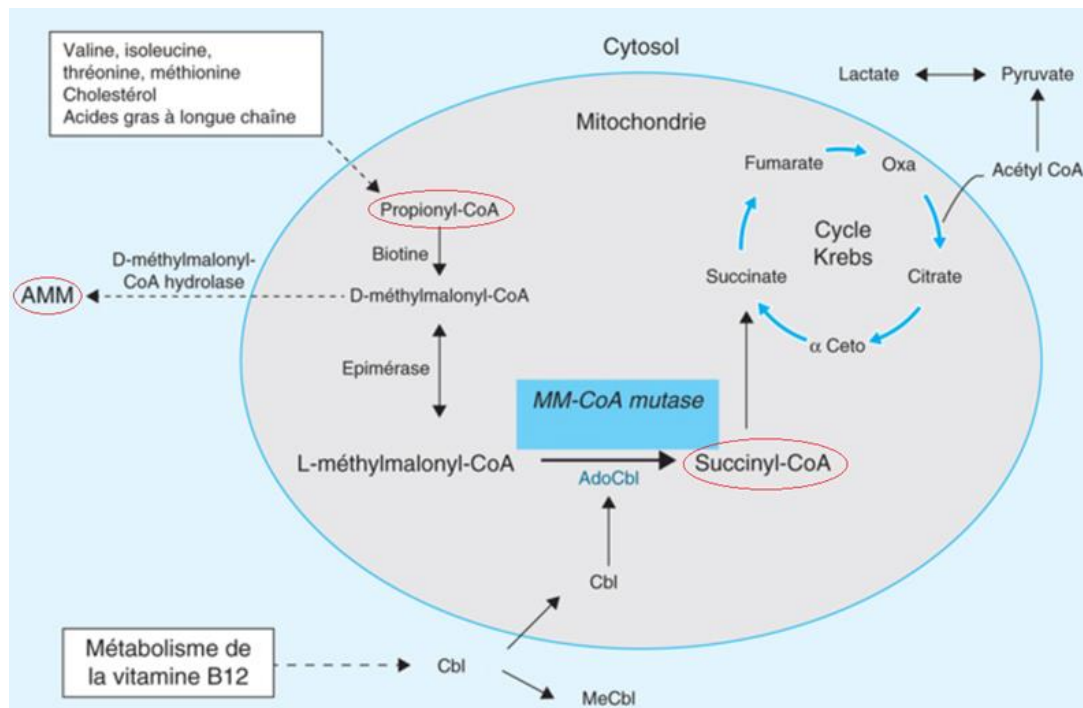 Valine, isoleucine,
thréonine, méthionine
Cholestérol
Acides gras à longue chaîne
Cytosol
Lactate
Pyruvate
Mitochondrie
Fumarate
Oxa
Acétyl CoA
Propionyl-CoA
Cycle
Krebs
Biotine
D-méthylmalonyl-
CoA hydrolase
Succinate
Citrate
AMM
D-méthylmalonyl-CoA
α Ceto
Epimérase
MM-CoA mutase
L-méthylmalonyl-CoA
Succinyl-CoA
AdoCbl
Cbl
Métabolisme de
la vitamine B12
Cbl
MeCbl